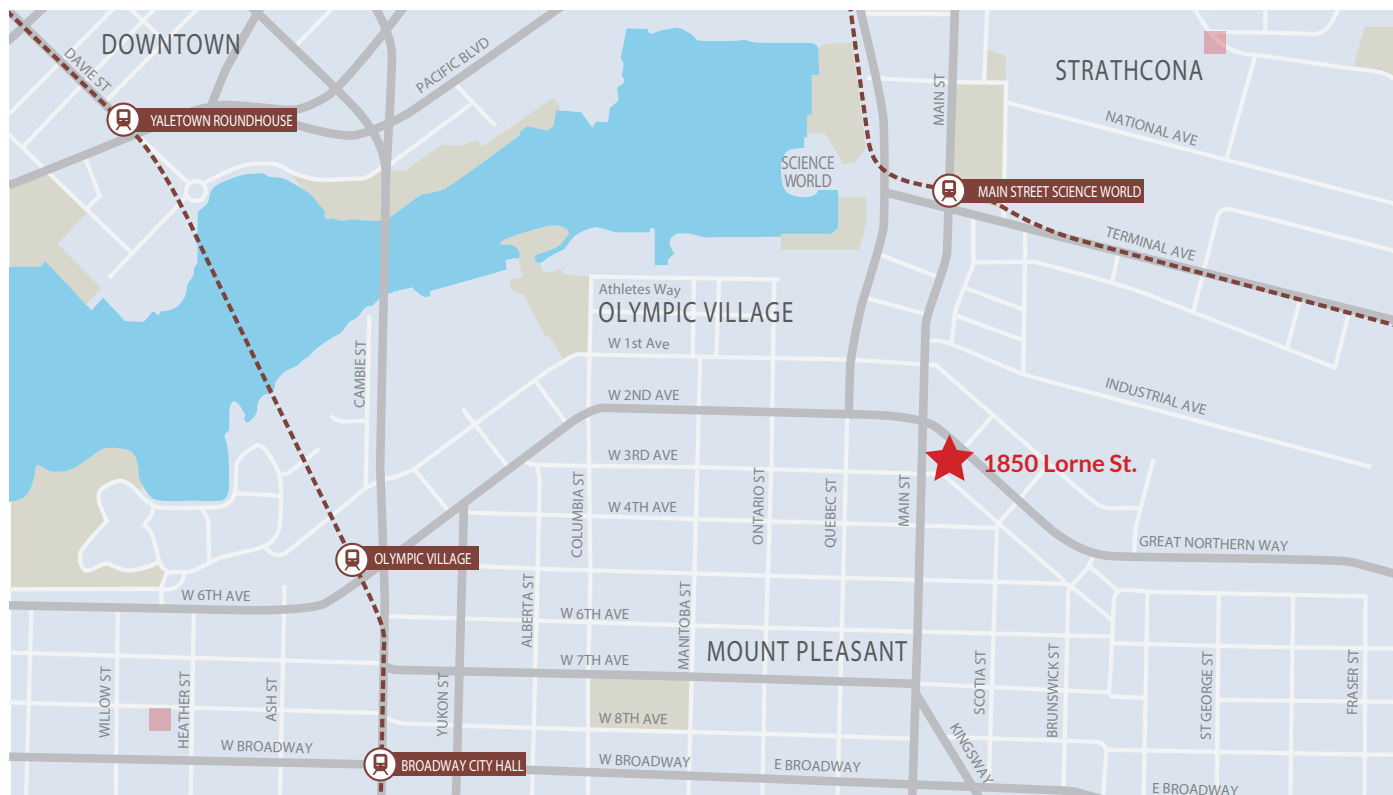 DOWNTOWN
DAVIE ST
PACIFIC BLVD
YALETOWN ROUNDHOUSE
STRATHCONA
MAIN ST
NATIONAL AVE
SCIENCE
WORLD
MAIN STREET SCIENCE WORLD
TERMINAL AVE
Athletes Way
OLYMPIC VILLAGE
W 1st Ave
CAMBIE ST
W 2ND AVE
INDUSTRIAL AVE
W 3RD AVE
1850 Lorne St.
COLUMBIA ST
W 4TH AVE
ONTARIO ST
QUEBEC ST
MAIN ST
GREAT NORTHERN WAY
OLYMPIC VILLAGE
W 6TH AVE
ALBERTA ST
W 6TH AVE
MANITOBA ST
MOUNT PLEASANT
W 7TH AVE
WILLOW ST
HEATHER ST
ASH ST
YUKON ST
SCOTIA ST
BRUNSWICK ST
ST GEORGE ST
FRASER ST
W 8TH AVE
KINGSWAY
W BROADWAY
BROADWAY CITY HALL
W BROADWAY
E BROADWAY
E BROADWAY